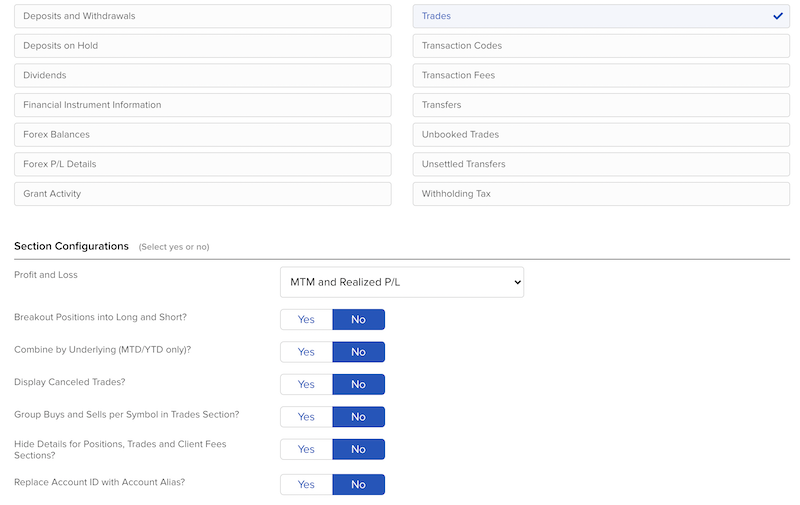 Deposits and Withdrawals
Trades
Deposits on Hold
Transaction Codes
Dividends
Transaction Fees
Financial Instrument Information
Transfers
Forex Balances
Unbooked Trades
Forex P/L Details
Unsettled Transfers
Grant Activity
Withholding Tax
Section Configurations (Select yes or no)
Profit and Loss
MTM and Realized P/L
Breakout Positions into Long and Short?
Yes No
Combine by Underlying (MTD/YTD only)?
Yes No
Display Canceled Trades?
Yes No
Group Buys and Sells per Symbol in Trades Section?
Yes No
Hide Details for Positions, Trades and Client Fees
Sections?
Yes No
Replace Account ID with Account Alias?
Yes No